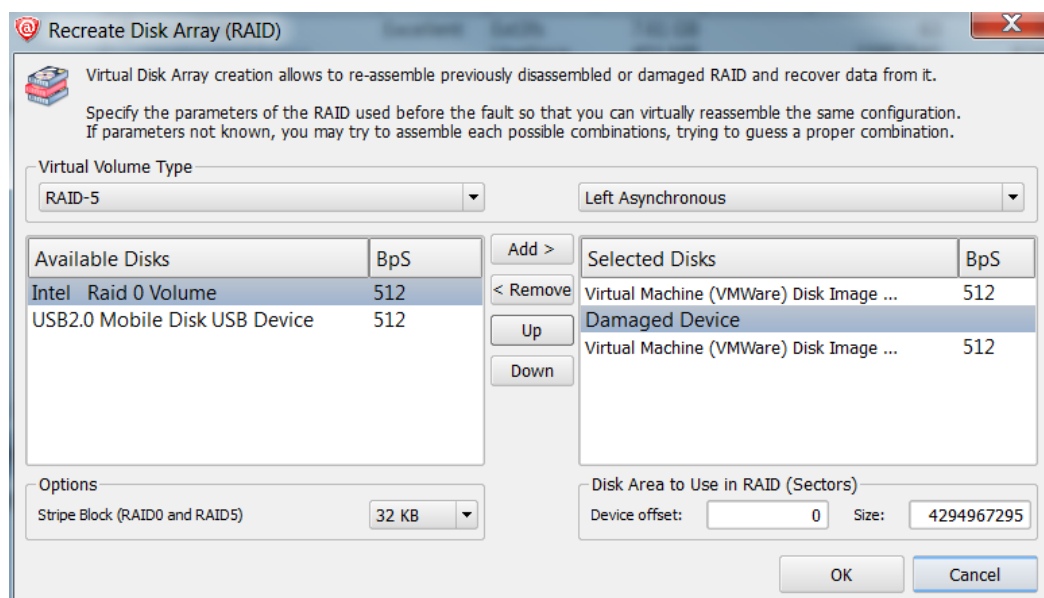 Recreate Disk Array (RAID)
X
Virtual Disk Array creation allows to re-assemble previously disassembled or damaged RAID and recover data from it.
Specify the parameters of the RAID used before the fault so that you can virtually reassemble the same configuration.
If parameters not known, you may try to assemble each possible combinations, trying to guess a proper combination.
Virtual Volume Type
RAID-5
Left Asynchronous
Available Disks BpS
Intel Raid 0 Volume 512
USB2.0 Mobile Disk USB Device 512
Add >
< Remove
Up
Down
Selected Disks BpS
Virtual Machine (VMWare) Disk Image ... 512
Damaged Device
Virtual Machine (VMWare) Disk Image ... 512
Options
Stripe Block (RAID0 and RAID5) 32 KB
Disk Area to Use in RAID (Sectors)
Device offset: 0 Size: 4294967295
OK
Cancel